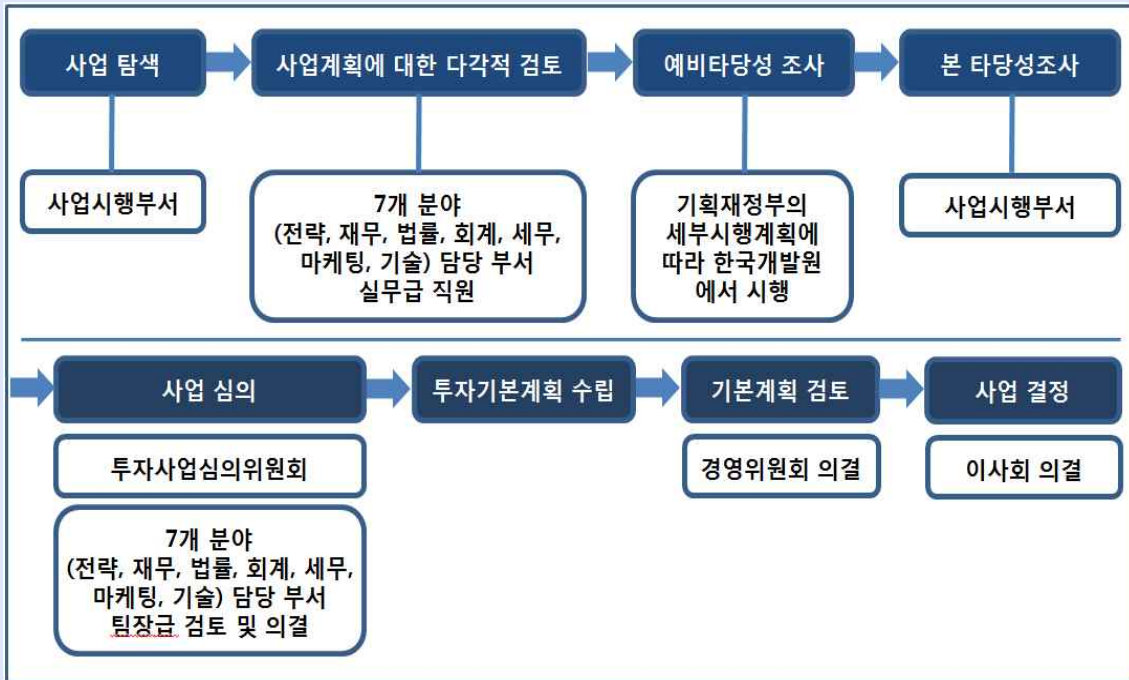 사업 탐색
사업계획에 대한 다각적 검토
예비타당성 조사
본 타당성조사
사업시행부서
7개 분야
(전략, 재무, 법률, 회계, 세무,
마케팅, 기술) 담당 부서
실무급 직원
기획재정부의
세부시행계획에
따라 한국개발원
에서 시행
사업시행부서
사업 심의
투자기본계획 수립
기본계획 검토
사업 결정
투자사업심의위원회
경영위원회 의결
이사회 의결
7개 분야
(전략, 재무, 법률, 회계, 세무,
마케팅, 기술) 담당 부서
팀장급 검토 및 의결